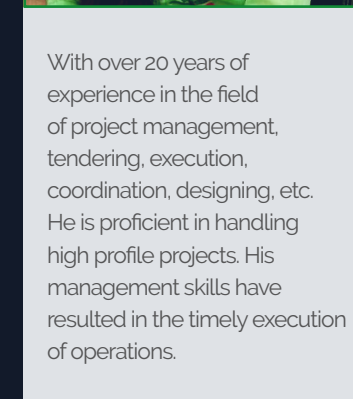 With over 20 years of
experience in the field
of project management,
tendering, execution,
coordination, designing, etc.
He is proficient in handling
high profile projects. His
management skills have
resulted in the timely execution
of operations.